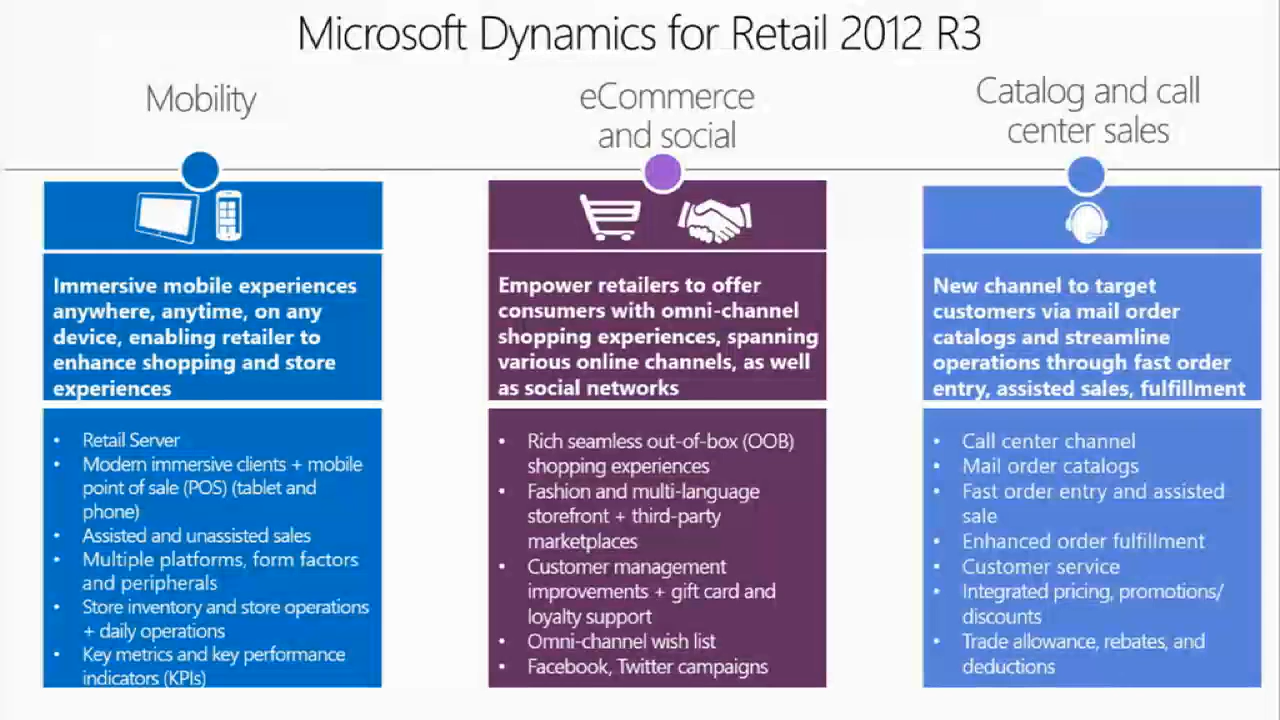 Microsoft Dynamics for Retail 2012 R3
Mobility
Immersive mobile experiences
anywhere, anytime, on any
device, enabling retailer to
enhance shopping and store
experiences
• Retail Server
• Modern immersive clients + mobile
point of sale (POS) (tablet and
phone)
• Assisted and unassisted sales
• Multiple platforms, form factors
and peripherals
• Store inventory and store operations
+ daily operations
• Key metrics and key performance
indicators (KPIs)
eCommerce
and social
Empower retailers to offer
consumers with omni-channel
shopping experiences, spanning
various online channels, as well
as social networks
• Rich seamless out-of-box (OOB)
shopping experiences
• Fashion and multi-language
storefront + third-party
marketplaces
• Customer management
improvements + gift card and
loyalty support
• Omni-channel wish list
• Facebook, Twitter campaigns
Catalog and call
center sales
New channel to target
customers via mail order
catalogs and streamline
operations through fast order
entry, assisted sales, fulfillment
• Call center channel
• Mail order catalogs
• Fast order entry and assisted
sale
• Enhanced order fulfillment
• Customer service
• Integrated pricing, promotions/
discounts
• Trade allowance, rebates, and
deductions